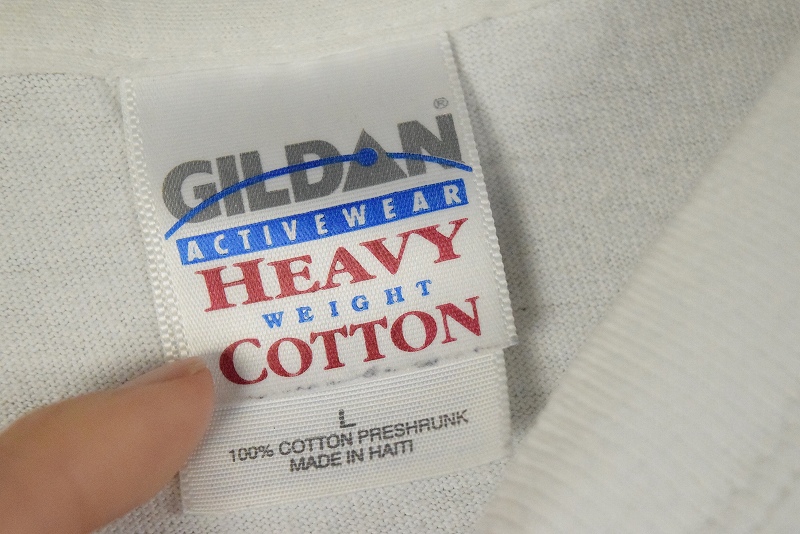 GILDAN®
ACTIVEWEAR
HEAVY
WEIGHT
COTTON
L
100% COTTON PRESHRUNK
MADE IN HAITI